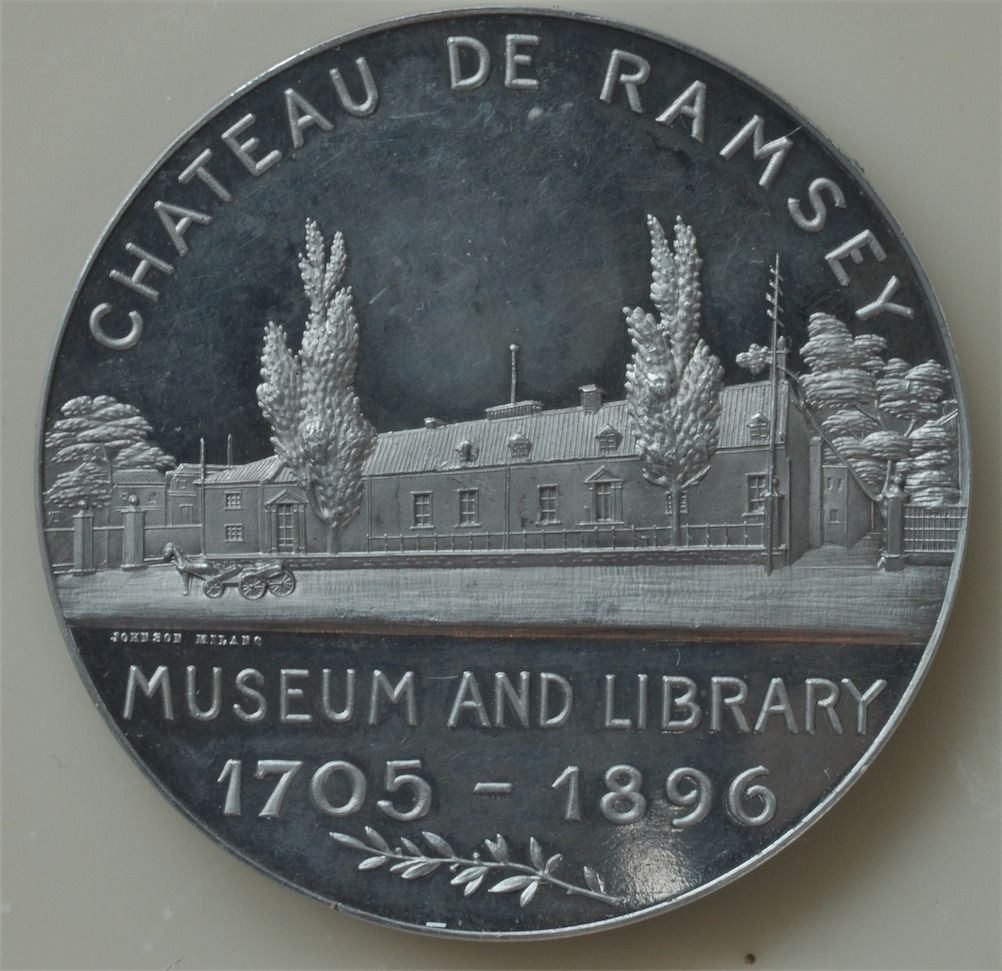 CHATEAU DE RAMSEY
JOHNSON MILANO
MUSEUM AND LIBRARY
1705 - 1896